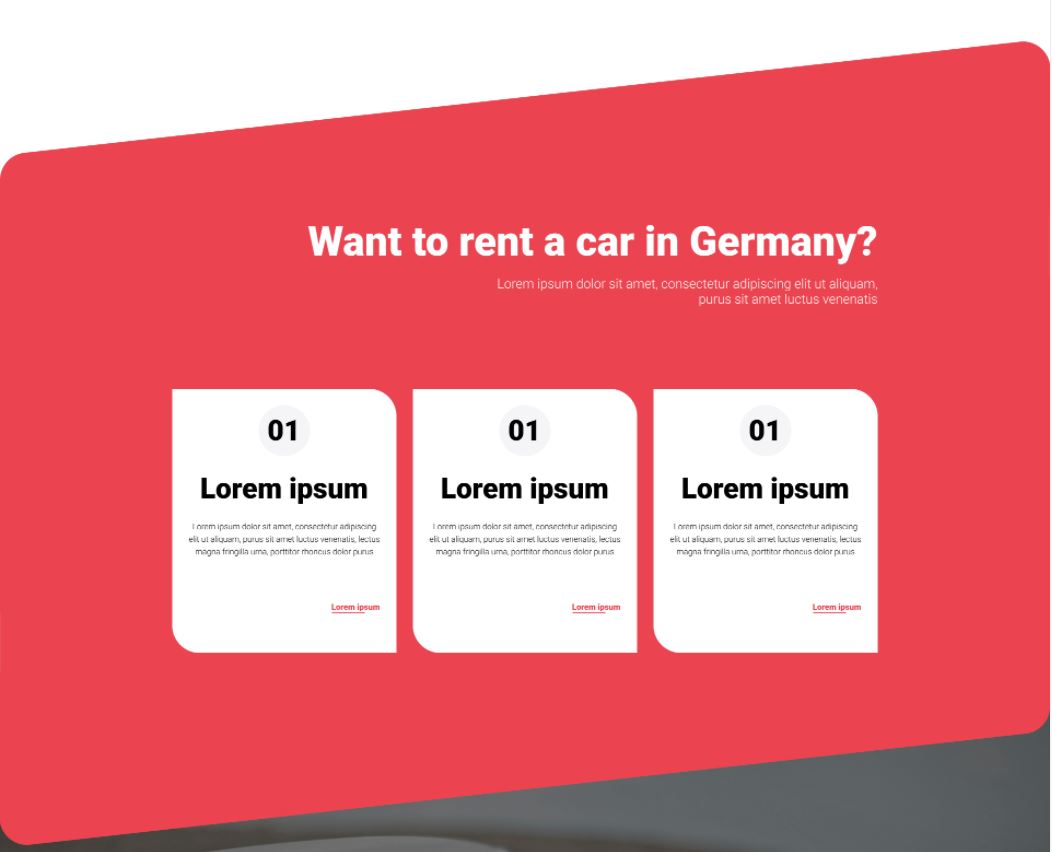 Want to rent a car in Germany?
Lorem ipsum dolor sit amet, consectetur adipiscing elit ut aliquam,
purus sit amet luctus venenatis
01
Lorem ipsum
Lorem ipsum dolor sit amet, consectetur adipiscing
elit ut aliquam, purus sit amet luctus venenatis, lectus
magna fringilla urna, porttitor rhoncus dolor purus
Lorem ipsum
01
Lorem ipsum
Lorem ipsum dolor sit amet, consectetur adipiscing
elit ut aliquam, purus sit amet luctus venenatis, lectus
magna fringilla urna, porttitor rhoncus dolor purus
Lorem ipsum
01
Lorem ipsum
Lorem ipsum dolor sit amet, consectetur adipiscing
elit ut aliquam, purus sit amet luctus venenatis, lectus
magna fringilla urna, porttitor rhoncus dolor purus
Lorem ipsum